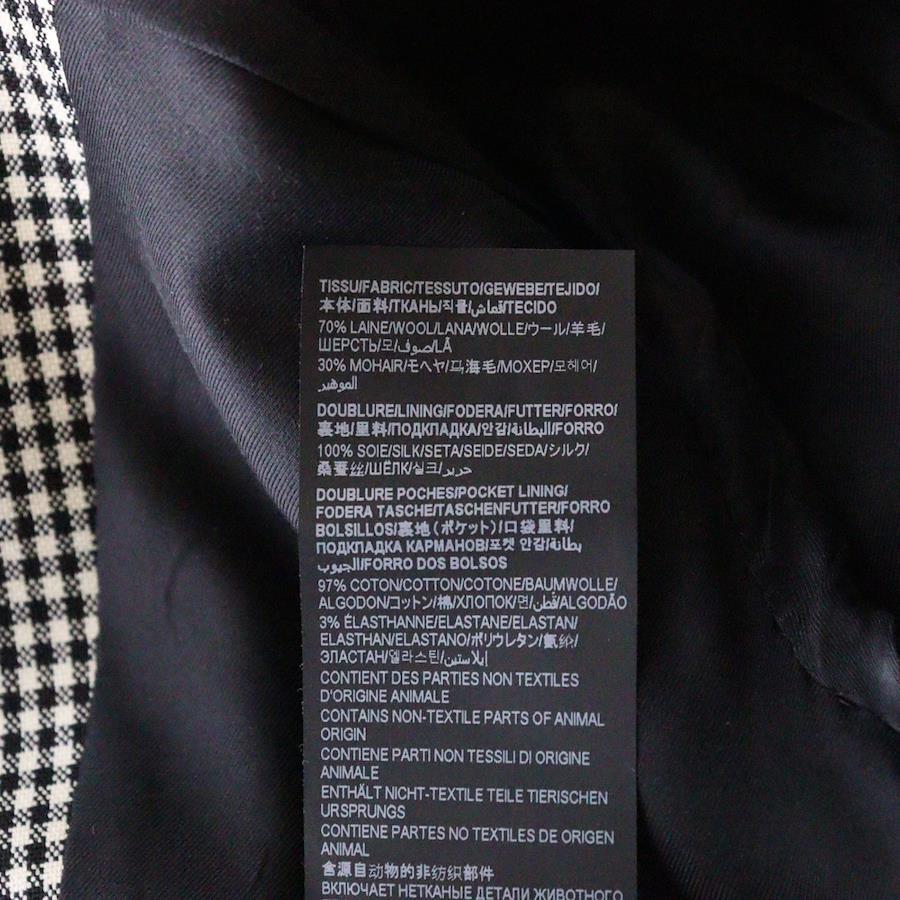 TISSU/FABRIC/TESSUTO/GEWEBE/TEJIDO/
本体/面料/ТКАНЬ/직물/قماش/TECIDO
70% LAINE/WOOL/LANA/WOLLE/ウール/羊毛/
ШЕРСТЬ/모/صوف/LÃ
30% MOHAIR/モヘヤ/马海毛/МОХЕР/모헤어/
الموهير
DOUBLURE/LINING/FODERA/FUTTER/FORRO/
裏地/里料/ПОДКЛАДКА/안감/البطانة/FORRO
100% SOIE/SILK/SETA/SEIDE/SEDA/シルク/
桑蚕丝/ШЁЛК/실크/حرير
DOUBLURE POCHES/POCKET LINING/
FODERA TASCHE/TASCHENFUTTER/FORRO
BOLSILLOS/裏地(ポケット)/口袋里料/
ПОДКЛАДКА КАРМАНОВ/포켓 안감/بطانة
الجيوب/FORRO DOS BOLSOS
97% COTON/COTTON/COTONE/BAUMWOLLE/
ALGODON/コットン/棉/ХЛОПОК/면/قطن/ALGODÃO
3% ÉLASTHANNE/ELASTANE/ELASTAN/
ELASTHAN/ELASTANO/ポリウレタン/氨纶/
ЭЛАСТАН/엘라스틴/إيلاستين
CONTIENT DES PARTIES NON TEXTILES
D'ORIGINE ANIMALE
CONTAINS NON-TEXTILE PARTS OF ANIMAL
ORIGIN
CONTIENE PARTI NON TESSILI DI ORIGINE
ANIMALE
ENTHÄLT NICHT-TEXTILE TEILE TIERISCHEN
URSPRUNGS
CONTIENE PARTES NO TEXTILES DE ORIGEN
ANIMAL
含源自动物的非纺织部件
ВКЛЮЧАЕТ НЕТКАНЫЕ ДЕТАЛИ ЖИВОТНОГО